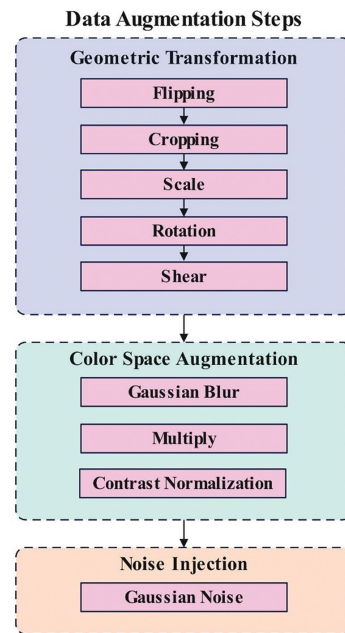 Data Augmentation Steps
Geometric Transformation
Flipping
Cropping
Scale
Rotation
Shear
Color Space Augmentation
Gaussian Blur
Multiply
Contrast Normalization
Noise Injection
Gaussian Noise